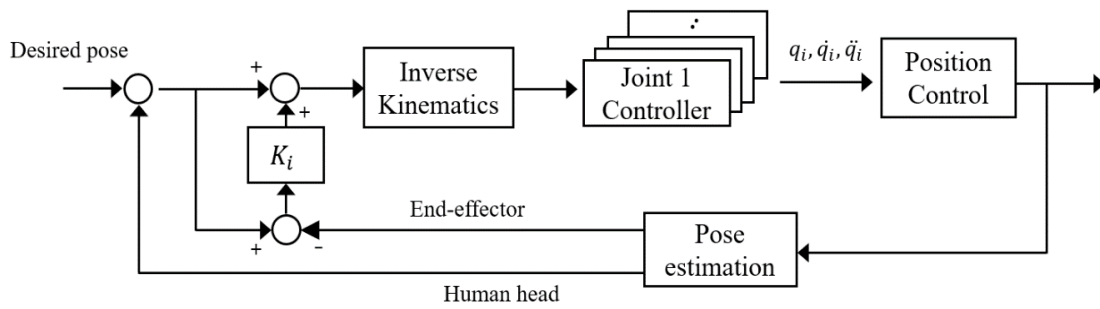 Desired pose
+
+
Inverse
Kinematics
Joint 1
Controller
⋰
q_i, q̇_i, q̈_i
Position
Control
K_i
End-effector
+
-
Pose
estimation
Human head